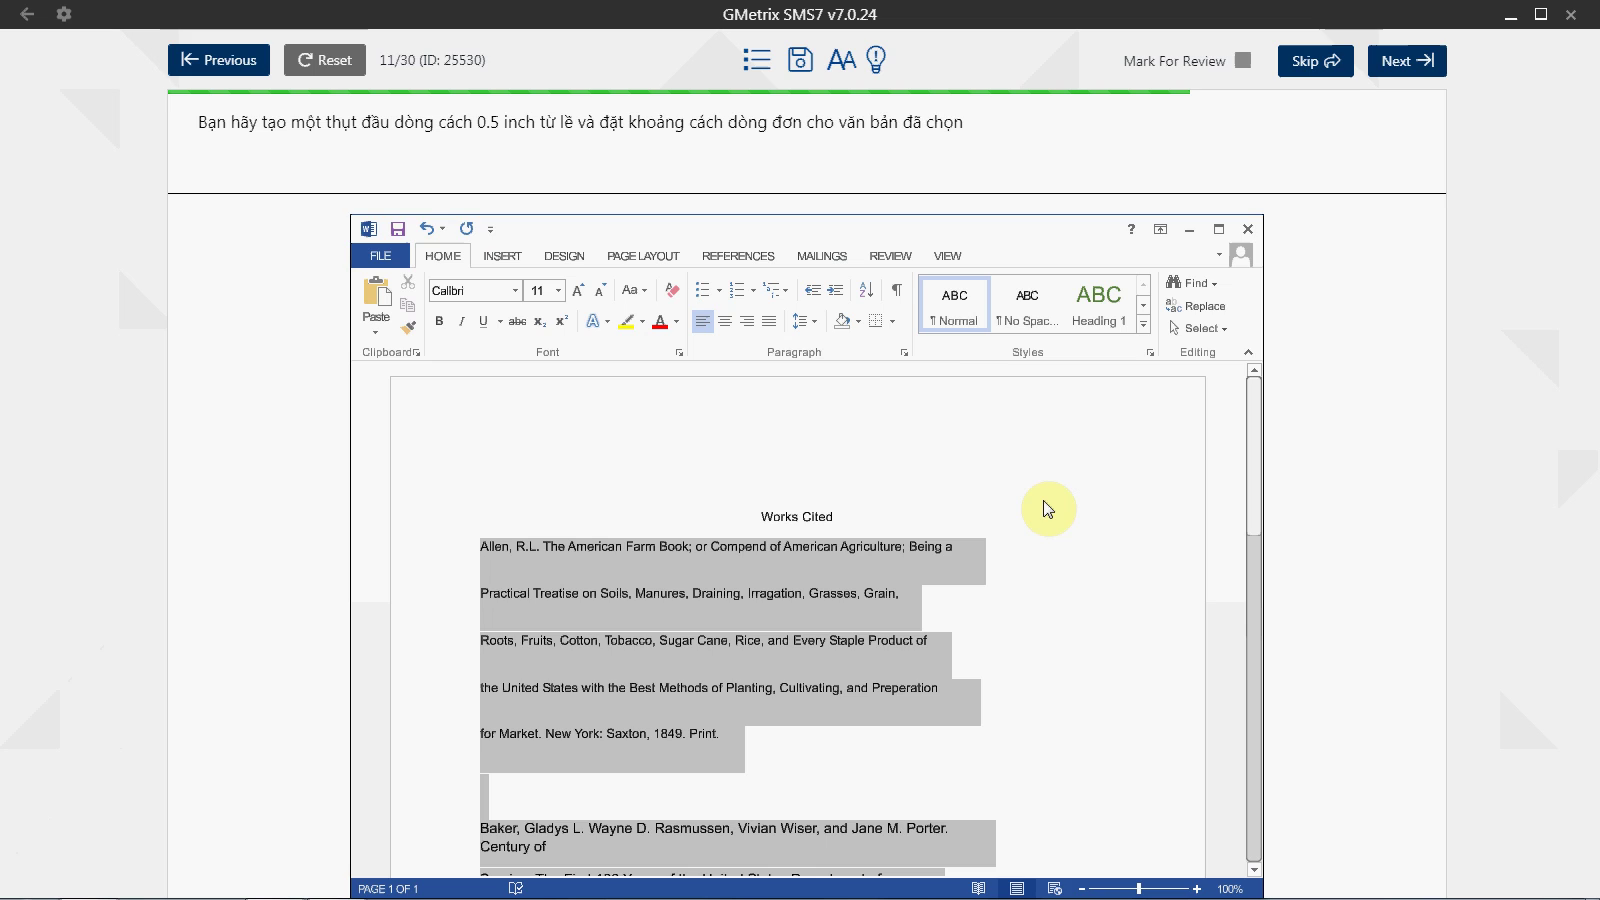 GMetrix SMS7 v7.0.24
Previous
Reset
11/30 (ID: 25530)
AA
Mark For Review
Skip
Next
Bạn hãy tạo một thụt đầu dòng cách 0.5 inch từ lề và đặt khoảng cách dòng đơn cho văn bản đã chọn
?
FILE
HOME
INSERT
DESIGN
PAGE LAYOUT
REFERENCES
MAILINGS
REVIEW
VIEW
Paste
Clipboard
Calibri
11
Aa
B
I
U
abc
Font
Paragraph
ABC
¶ Normal
ABC
¶ No Spac...
ABC
Heading 1
Styles
Find
Replace
Select
Editing
Works Cited
Allen, R.L. The American Farm Book; or Compend of American Agriculture; Being a
Practical Treatise on Soils, Manures, Draining, Irragation, Grasses, Grain,
Roots, Fruits, Cotton, Tobacco, Sugar Cane, Rice, and Every Staple Product of
the United States with the Best Methods of Planting, Cultivating, and Preperation
for Market. New York: Saxton, 1849. Print.
Baker, Gladys L. Wayne D. Rasmussen, Vivian Wiser, and Jane M. Porter.
Century of
PAGE 1 OF 1
100%